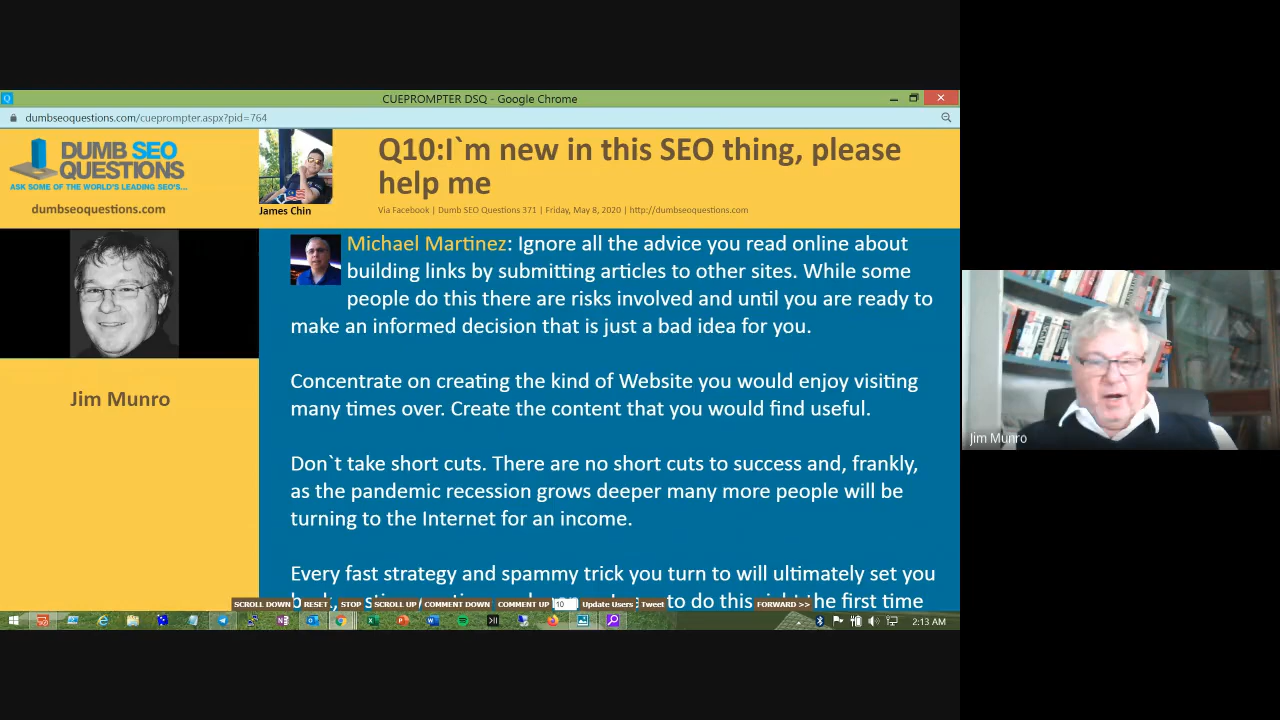 CUEPROMPTER DSQ - Google Chrome
dumbseoquestions.com/cueprompter.aspx?pid=764
DUMB SEO
QUESTIONS
ASK SOME OF THE WORLD'S LEADING SEO'S...
dumbseoquestions.com
James Chin
Q10:I`m new in this SEO thing, please
help me
Via Facebook | Dumb SEO Questions 371 | Friday, May 8, 2020 | http://dumbseoquestions.com
Jim Munro
Michael Martinez: Ignore all the advice you read online about
building links by submitting articles to other sites. While some
people do this there are risks involved and until you are ready to
make an informed decision that is just a bad idea for you.
Concentrate on creating the kind of Website you would enjoy visiting
many times over. Create the content that you would find useful.
Don`t take short cuts. There are no short cuts to success and, frankly,
as the pandemic recession grows deeper many more people will be
turning to the Internet for an income.
Every fast strategy and spammy trick you turn to will ultimately set you
to do this the first time
SCROLL DOWN RESET STOP SCROLL UP COMMENT DOWN COMMENT UP 10 Update Users Tweet FORWARD >>
2:13 AM
Jim Munro